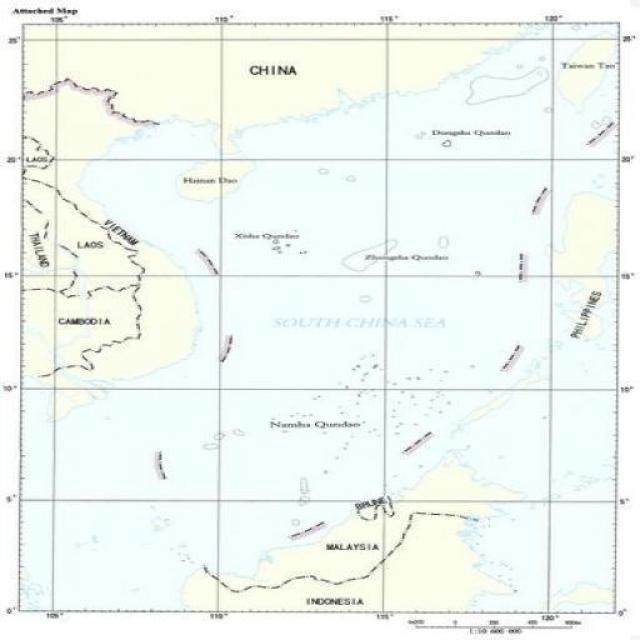 Attached Map
105° 110° 115° 120°
25° 25°
CHINA
Taiwan Tao
Dongsha Qundao
20° 20°
LAOS
Hainan Dao
VIETNAM
THAILAND
LAOS
Xisha Qundao
Zhongsha Qundao
15° 15°
PHILIPPINES
CAMBODIA
SOUTH CHINA SEA
10° 10°
Nansha Qundao
5° 5°
BRUNEI
MALAYSIA
INDONESIA
0° 0°
105° 110° 115° 120°
1:10 600 000